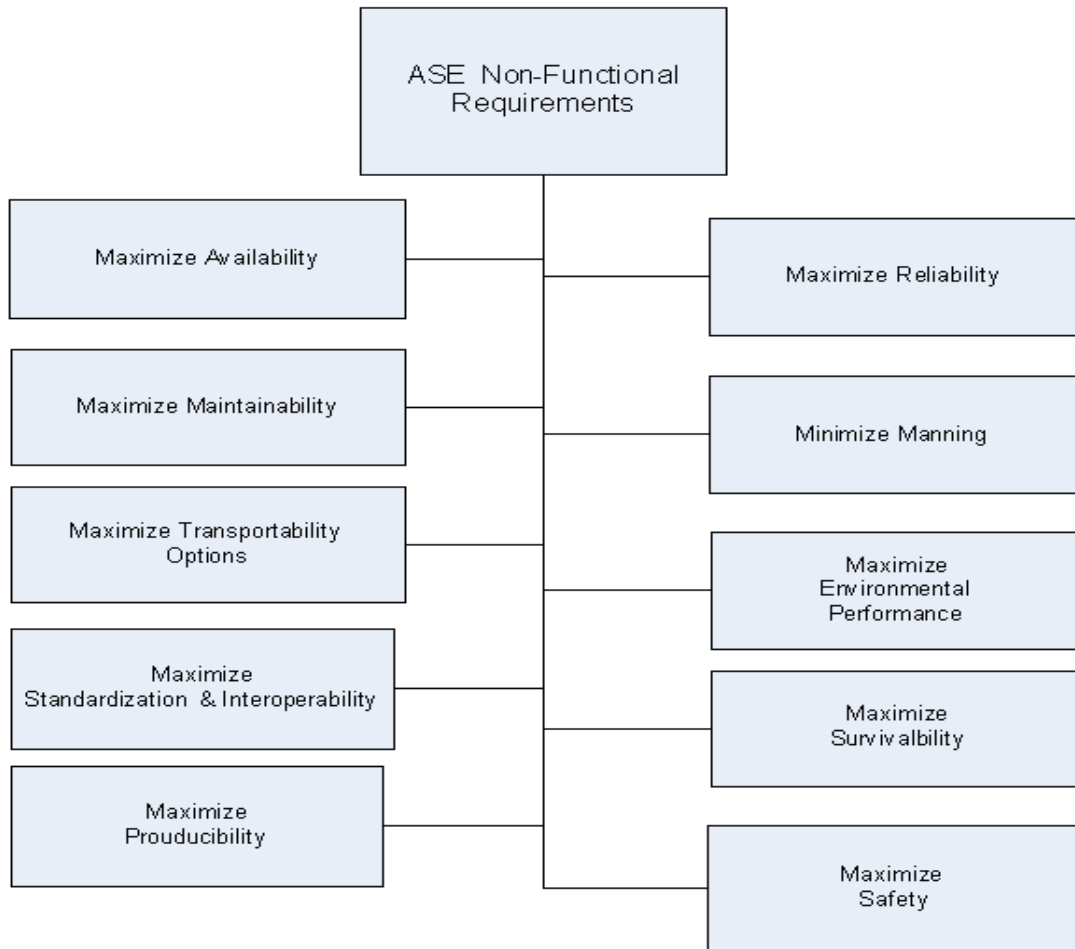 ASE Non-Functional
Requirements
Maximize Availability
Maximize Reliability
Maximize Maintainability
Minimize Manning
Maximize Transportability
Options
Maximize
Environmental
Performance
Maximize
Standardization & Interoperability
Maximize
Survivalbility
Maximize
Prouducibility
Maximize
Safety